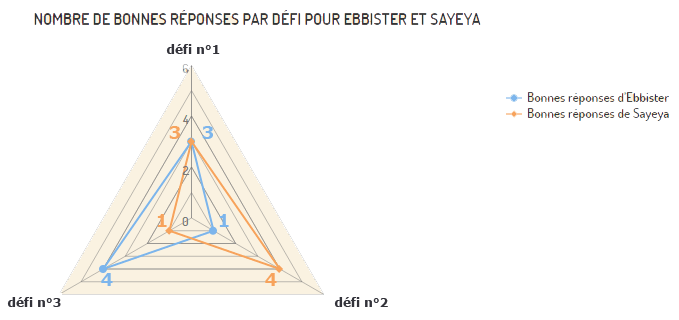 NOMBRE DE BONNES RÉPONSES PAR DÉFI POUR EBBISTER ET SAYEYA
défi n°1
6
Bonnes réponses d'Ebbister
Bonnes réponses de Sayeya
4
3 3
2
1 0 1
4 4
défi n°3 défi n°2